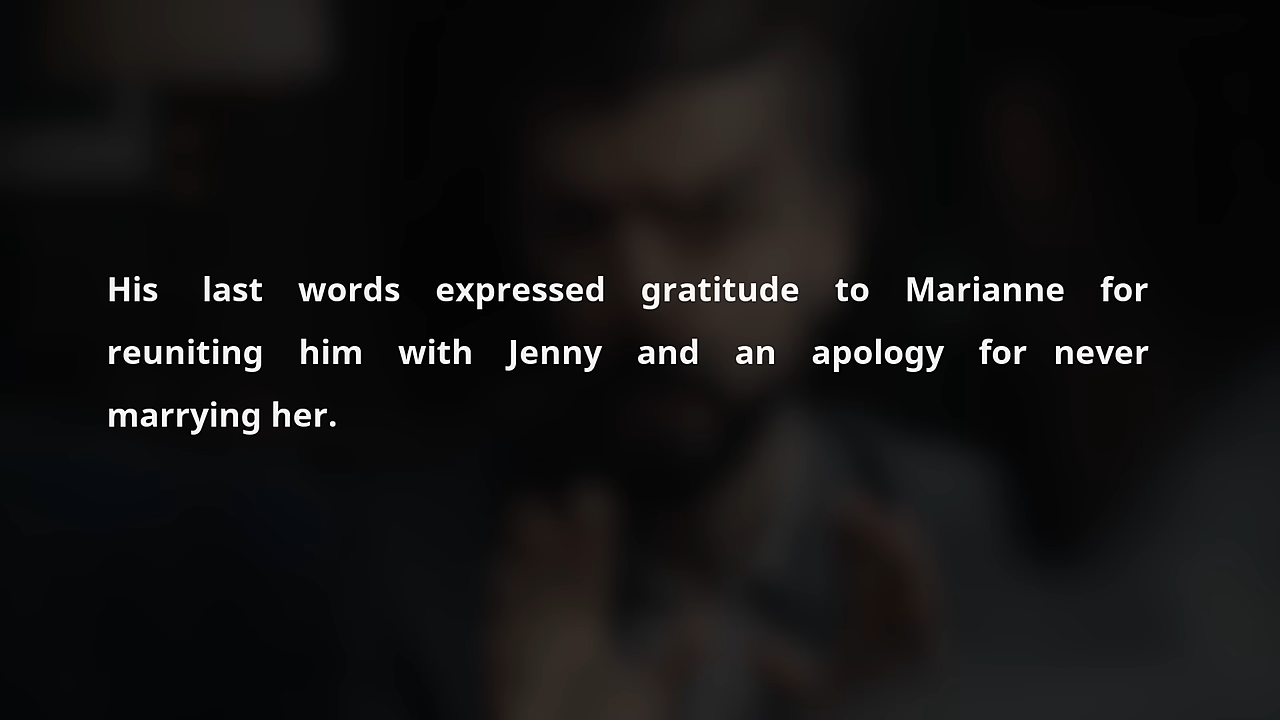 His last words expressed gratitude to Marianne for
reuniting him with Jenny and an apology for never
marrying her.